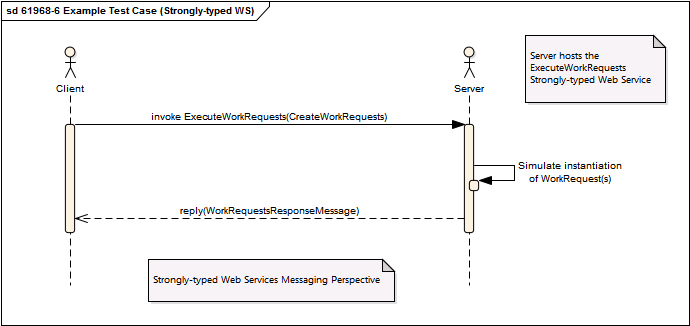 sd 61968-6 Example Test Case (Strongly-typed WS)
Server hosts the
ExecuteWorkRequests
Strongly-typed Web Service
Client
Server
invoke ExecuteWorkRequests(CreateWorkRequests)
Simulate instantiation
of WorkRequest(s)
reply(WorkRequestsResponseMessage)
Strongly-typed Web Services Messaging Perspective